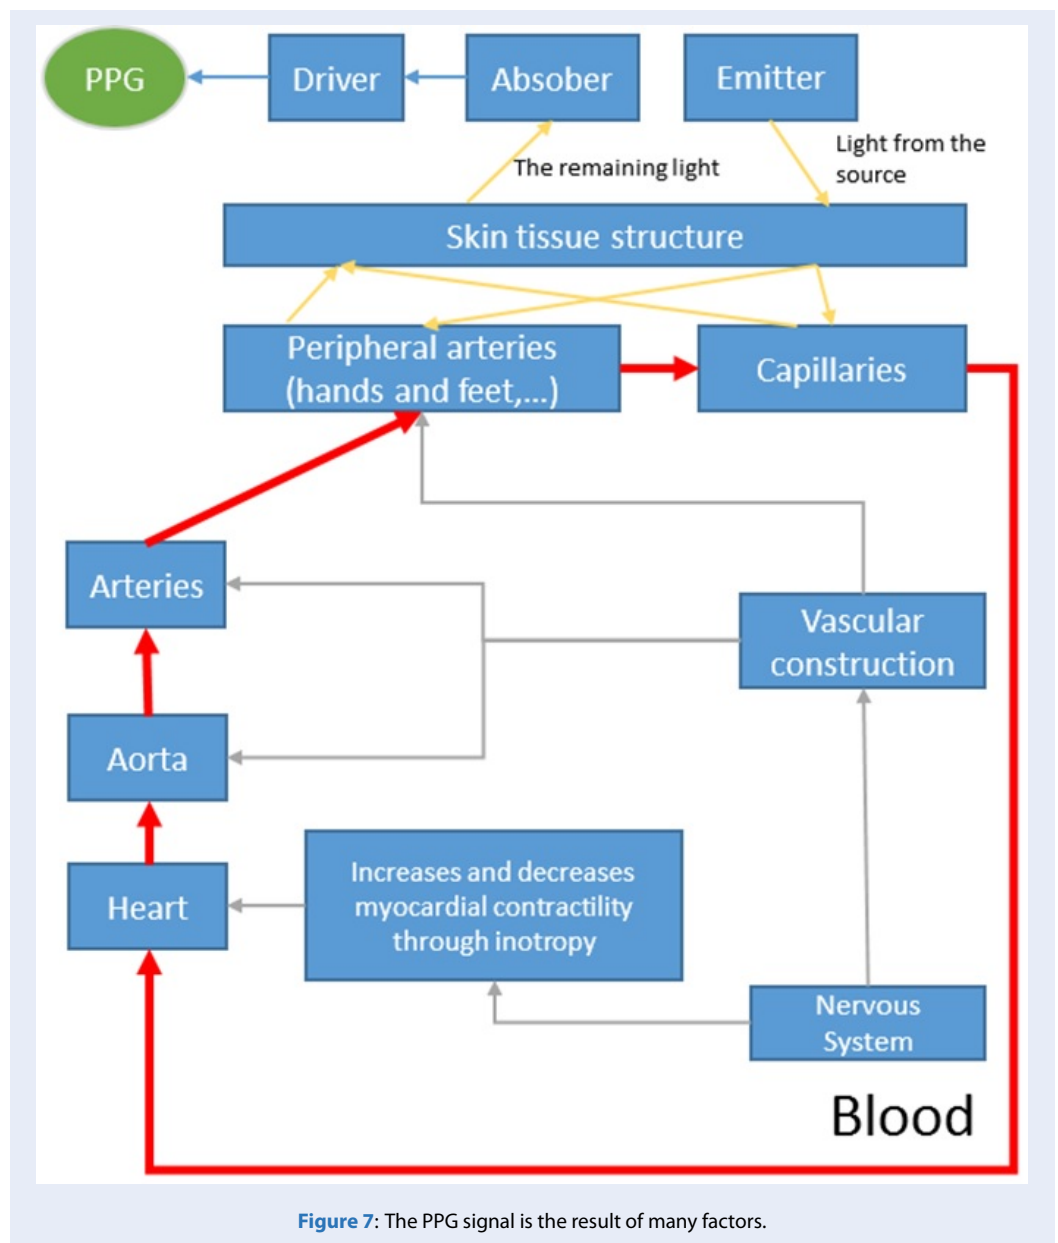 PPG
Driver
Absober
Emitter
The remaining light
Light from the
source
Skin tissue structure
Peripheral arteries
(hands and feet,...)
Capillaries
Arteries
Vascular
construction
Aorta
Increases and decreases
myocardial contractility
through inotropy
Heart
Nervous
System
Blood
Figure 7: The PPG signal is the result of many factors.